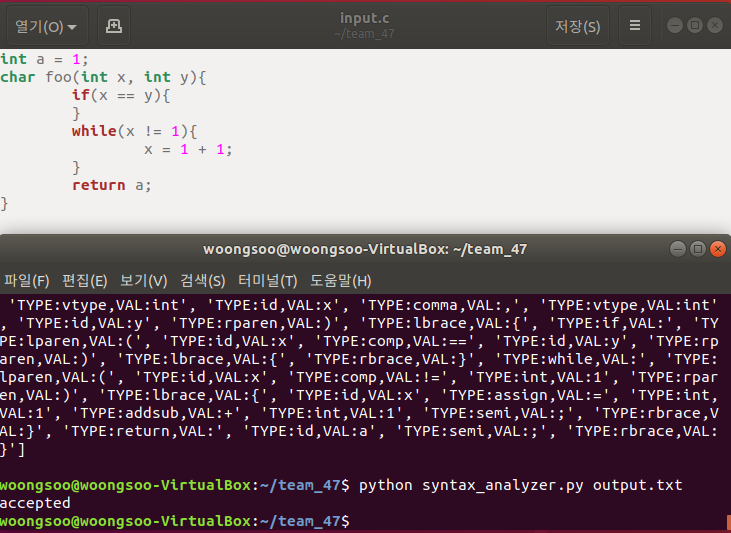 열기(O)
input.c
~/team_47
저장(S)
int a = 1;
char foo(int x, int y){
if(x == y){
}
while(x != 1){
x = 1 + 1;
}
return a;
}
woongsoo@woongsoo-VirtualBox: ~/team_47
파일(F) 편집(E) 보기(V) 검색(S) 터미널(T) 도움말(H)
'TYPE:vtype,VAL:int', 'TYPE:id,VAL:x', 'TYPE:comma,VAL:,', 'TYPE:vtype,VAL:int'
, 'TYPE:id,VAL:y', 'TYPE:rparen,VAL:)', 'TYPE:lbrace,VAL:{', 'TYPE:if,VAL:', 'TY
PE:lparen,VAL:(', 'TYPE:id,VAL:x', 'TYPE:comp,VAL:==', 'TYPE:id,VAL:y', 'TYPE:rp
aren,VAL:)', 'TYPE:lbrace,VAL:{', 'TYPE:rbrace,VAL:}', 'TYPE:while,VAL:', 'TYPE:
lparen,VAL:(', 'TYPE:id,VAL:x', 'TYPE:comp,VAL:!=', 'TYPE:int,VAL:1', 'TYPE:rpar
en,VAL:)', 'TYPE:lbrace,VAL:{', 'TYPE:id,VAL:x', 'TYPE:assign,VAL:=', 'TYPE:int,
VAL:1', 'TYPE:addsub,VAL:+', 'TYPE:int,VAL:1', 'TYPE:semi,VAL:;', 'TYPE:rbrace,V
AL:}', 'TYPE:return,VAL:', 'TYPE:id,VAL:a', 'TYPE:semi,VAL:;', 'TYPE:rbrace,VAL:
}']
woongsoo@woongsoo-VirtualBox:~/team_47$ python syntax_analyzer.py output.txt
accepted
woongsoo@woongsoo-VirtualBox:~/team_47$